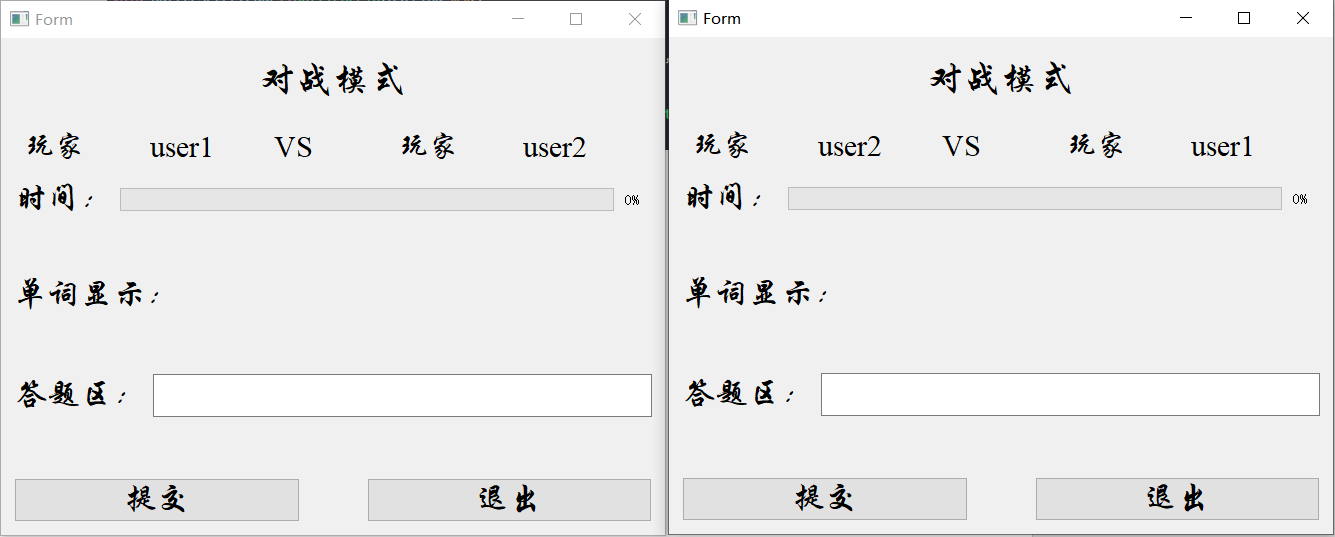 Form
对战模式
玩家 user1 VS 玩家 user2
时间： 0%
单词显示：
答题区：
提交 退出
Form
对战模式
玩家 user2 VS 玩家 user1
时间： 0%
单词显示：
答题区：
提交 退出